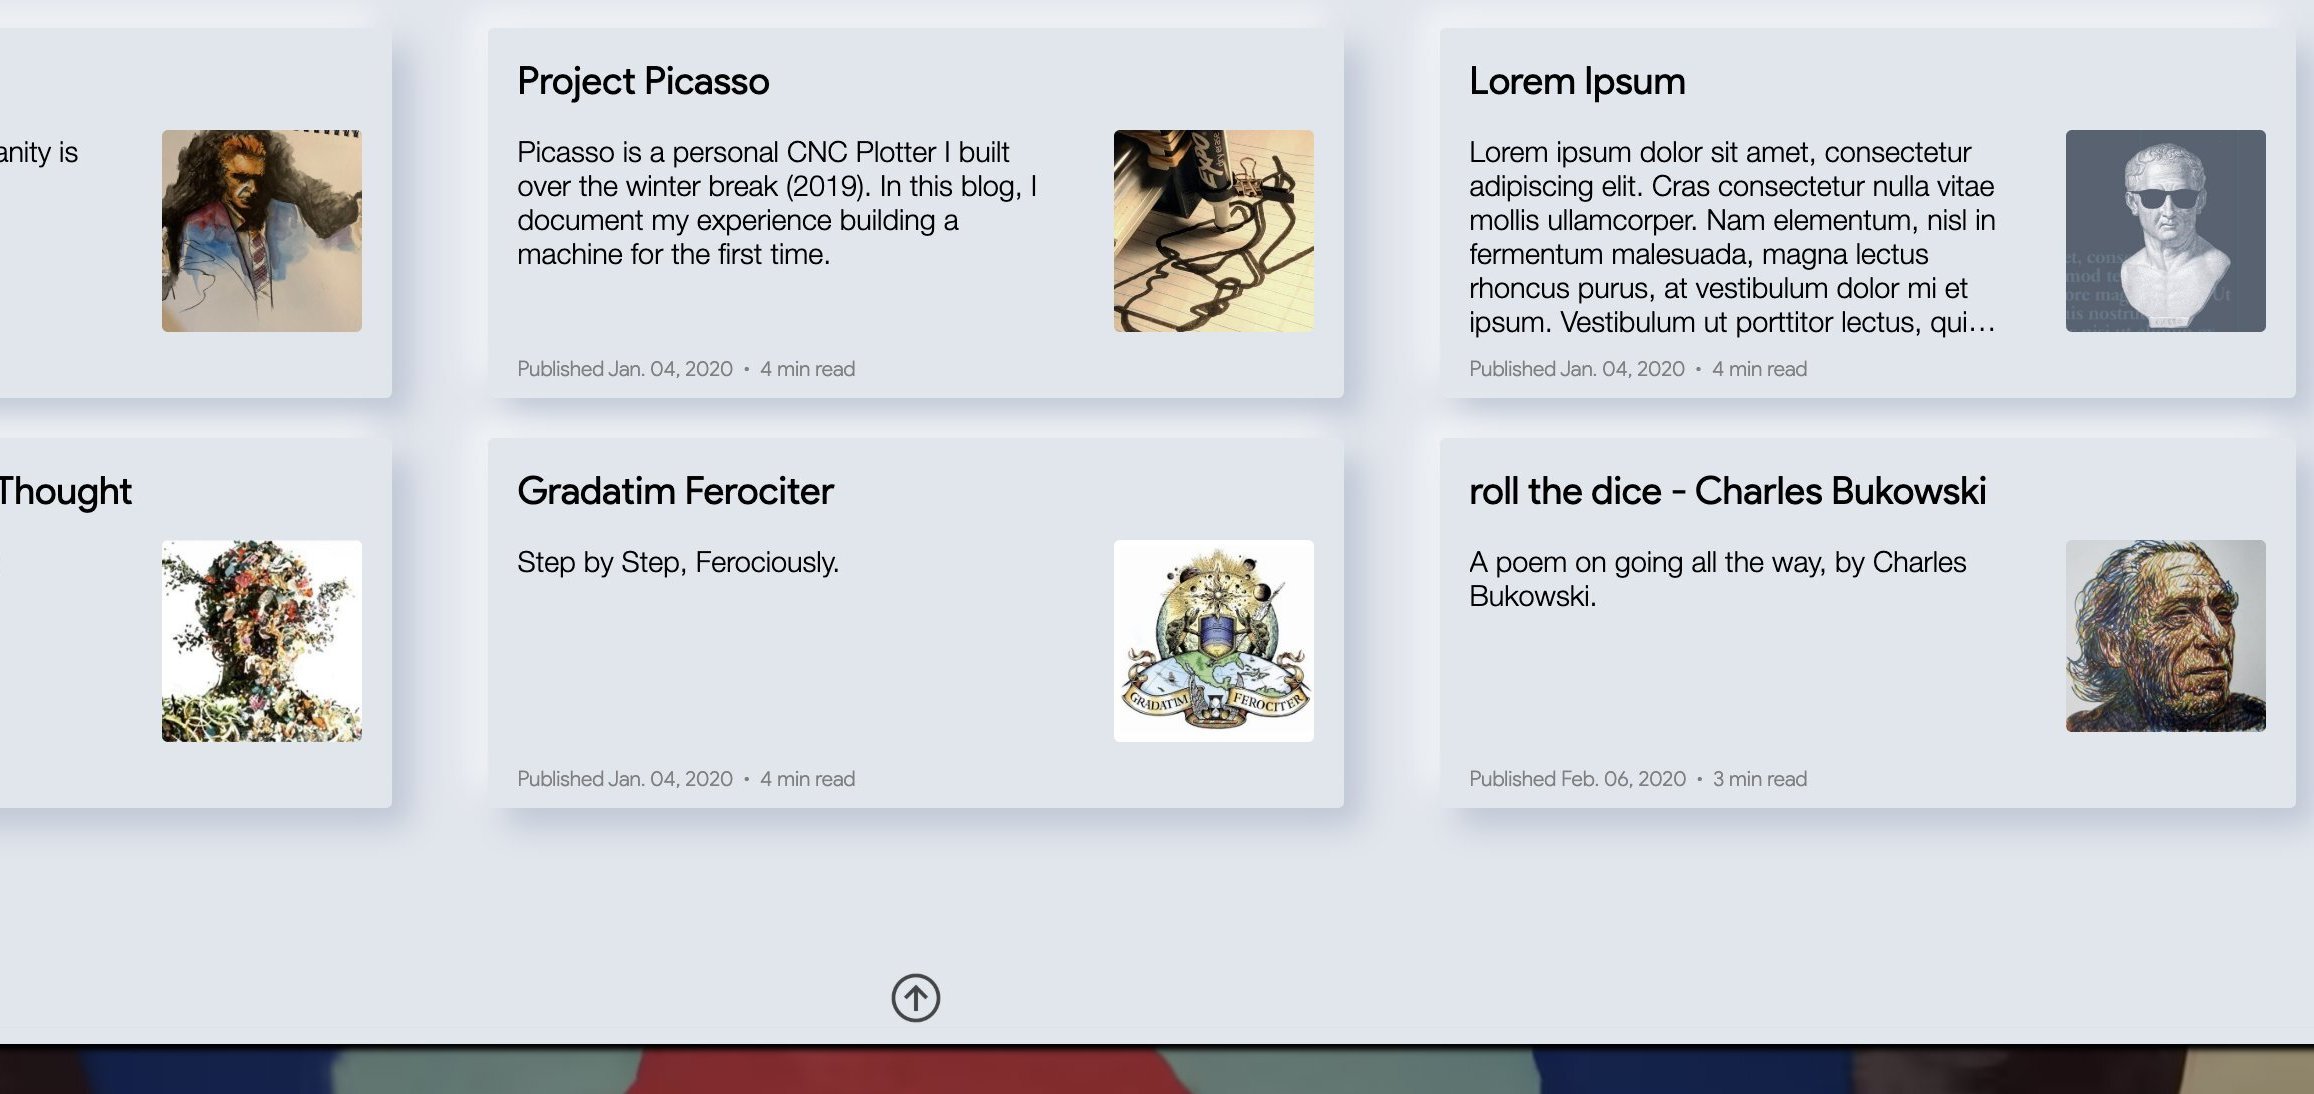 anity is
Project Picasso
Picasso is a personal CNC Plotter I built
over the winter break (2019). In this blog, I
document my experience building a
machine for the first time.
Published Jan. 04, 2020 • 4 min read
Expo
dry erase
Lorem Ipsum
Lorem ipsum dolor sit amet, consectetur
adipiscing elit. Cras consectetur nulla vitae
mollis ullamcorper. Nam elementum, nisl in
fermentum malesuada, magna lectus
rhoncus purus, at vestibulum dolor mi et
ipsum. Vestibulum ut porttitor lectus, qui…
Published Jan. 04, 2020 • 4 min read
Thought
Gradatim Ferociter
Step by Step, Ferociously.
GRADATIM FEROCITER
Published Jan. 04, 2020 • 4 min read
roll the dice - Charles Bukowski
A poem on going all the way, by Charles
Bukowski.
Published Feb. 06, 2020 • 3 min read